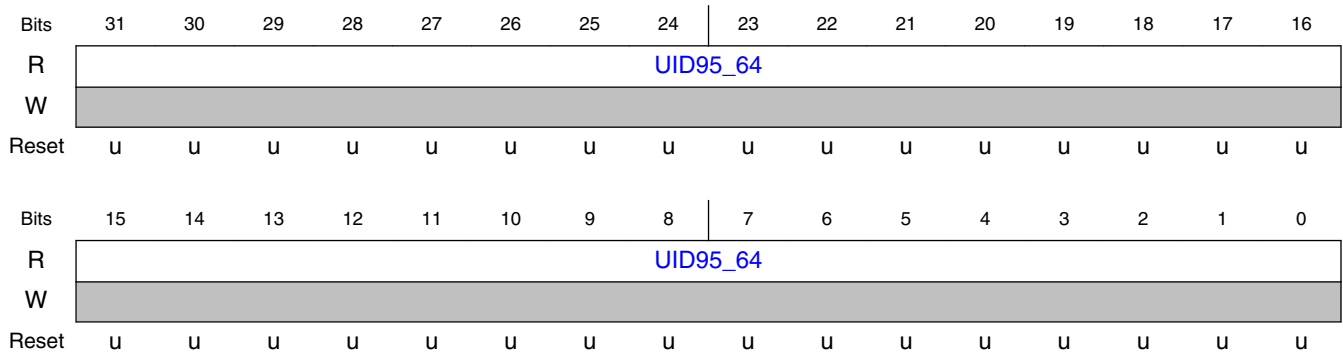 Bits 31 30 29 28 27 26 25 24 23 22 21 20 19 18 17 16
R UID95_64
W
Reset u u u u u u u u u u u u u u u u
Bits 15 14 13 12 11 10 9 8 7 6 5 4 3 2 1 0
R UID95_64
W
Reset u u u u u u u u u u u u u u u u